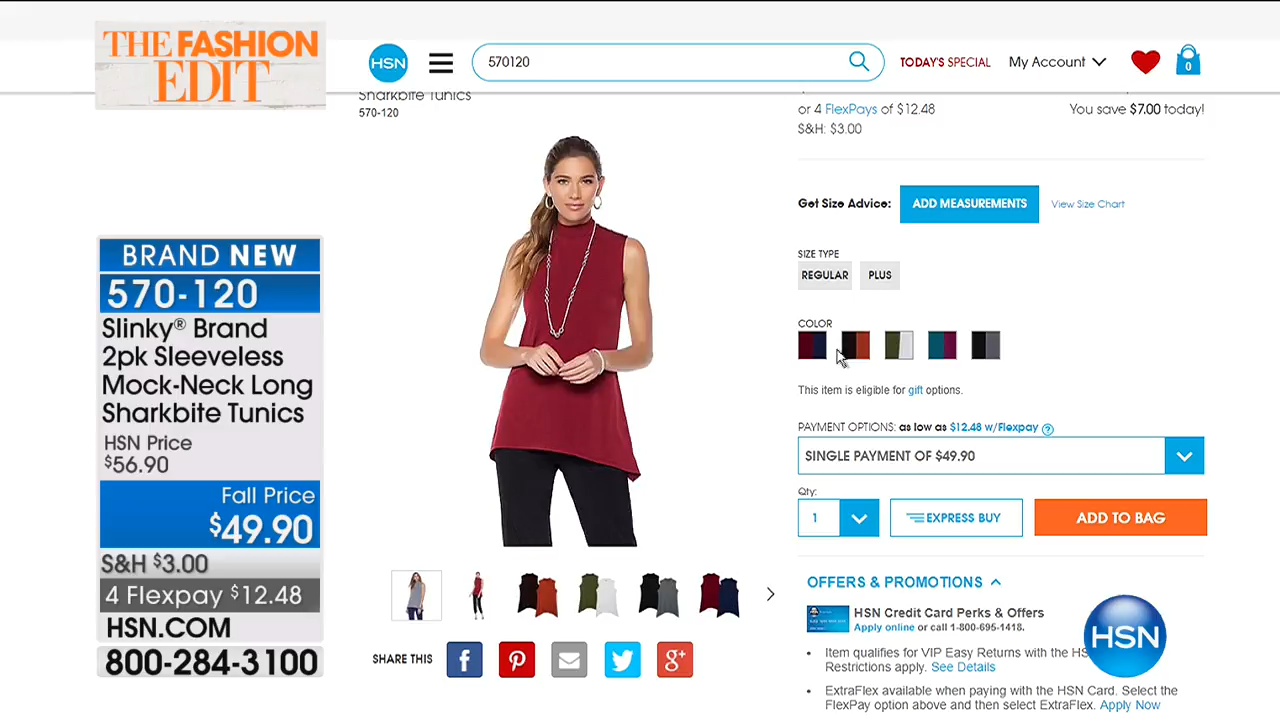 THE FASHION
EDIT
HSN
570120
TODAY'S SPECIAL
My Account
0
Sharkbite Tunics
570-120
or 4 FlexPays of $12.48
You save $7.00 today!
S&H: $3.00
Get Size Advice:
ADD MEASUREMENTS
View Size Chart
SIZE TYPE
REGULAR
PLUS
COLOR
This item is eligible for gift options.
PAYMENT OPTIONS: as low as $12.48 w/Flexpay ?
SINGLE PAYMENT OF $49.90
Qty:
1
EXPRESS BUY
ADD TO BAG
OFFERS & PROMOTIONS
HSN Credit Card Perks & Offers
Apply online or call 1-800-695-1418.
• Item qualifies for VIP Easy Returns with the HS
Restrictions apply. See Details
• ExtraFlex available when paying with the HSN Card. Select the
FlexPay option above and then select ExtraFlex. Apply Now
HSN
SHARE THIS
f
g+
BRAND NEW
570-120
Slinky® Brand
2pk Sleeveless
Mock-Neck Long
Sharkbite Tunics
HSN Price
$56.90
Fall Price
$49.90
S&H $3.00
4 Flexpay $12.48
HSN.COM
800-284-3100